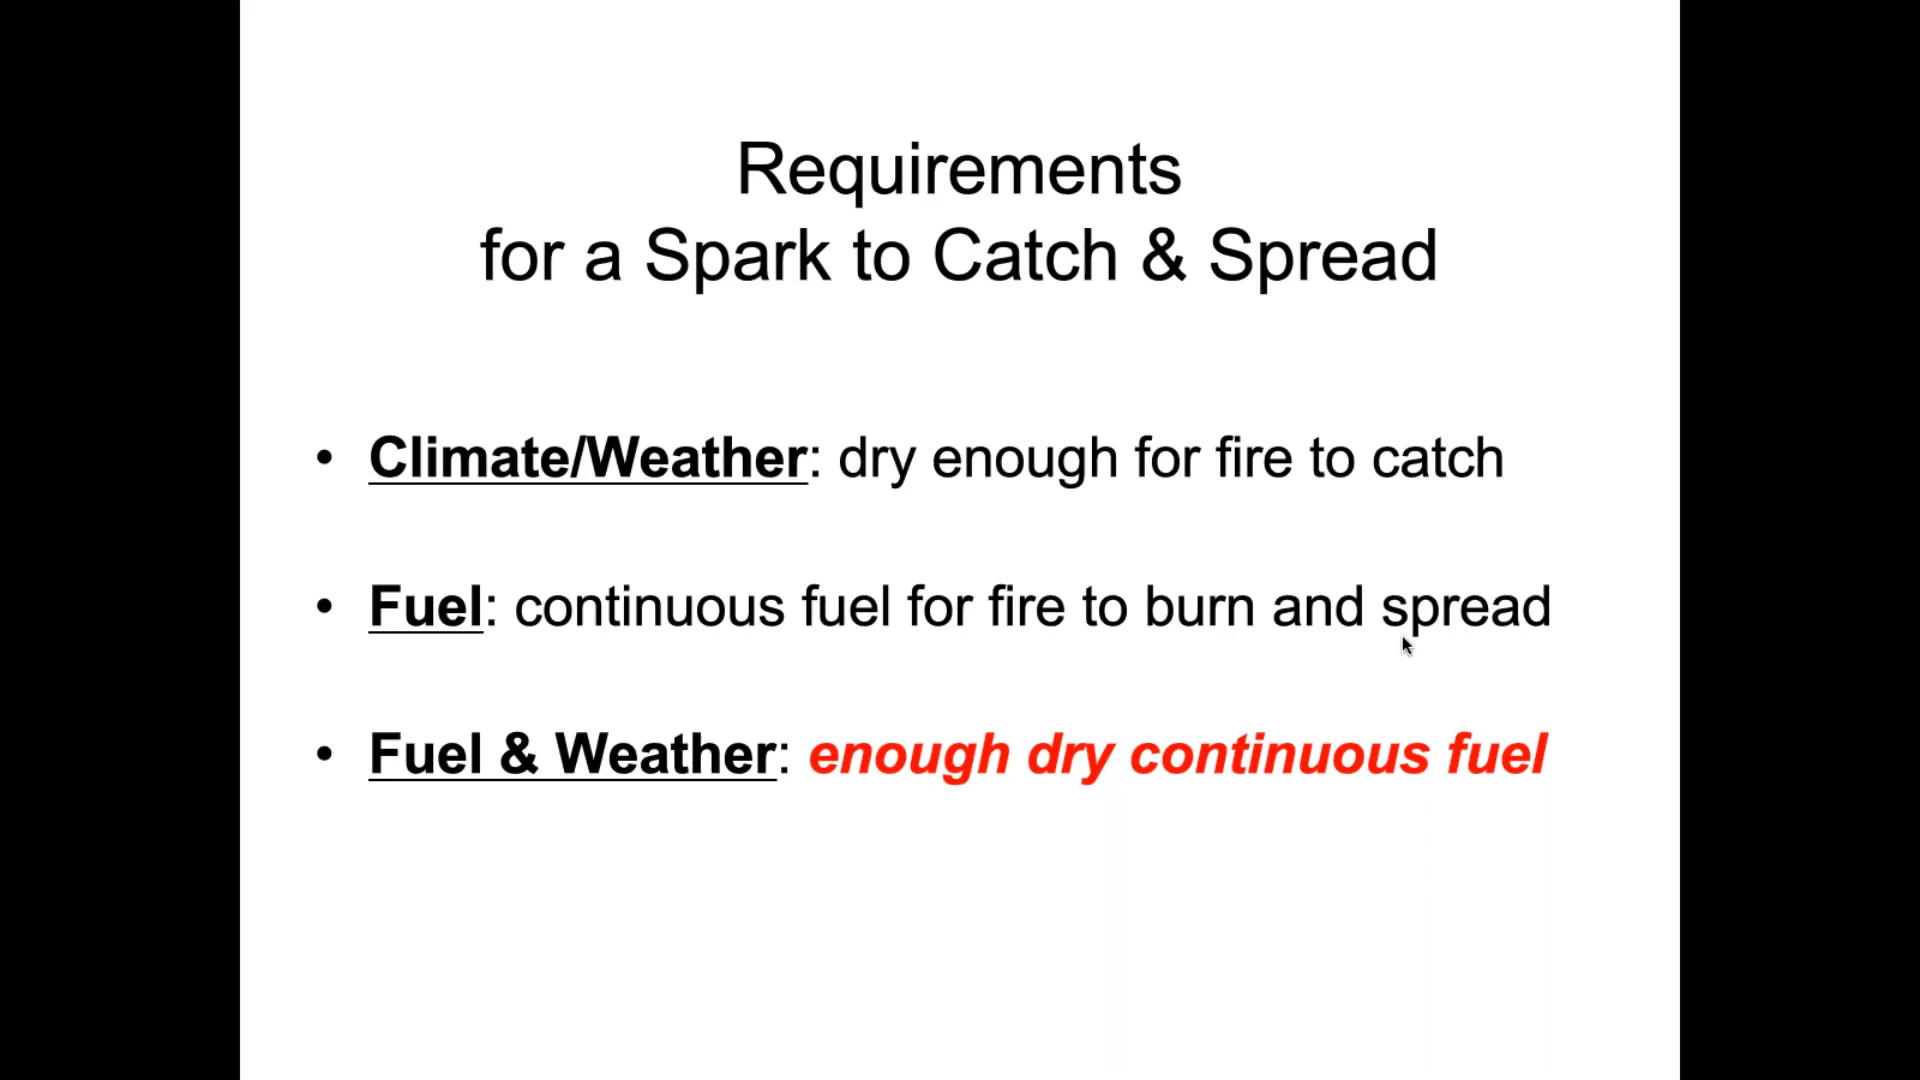 Requirements
for a Spark to Catch & Spread
• Climate/Weather: dry enough for fire to catch
• Fuel: continuous fuel for fire to burn and spread
• Fuel & Weather: enough dry continuous fuel